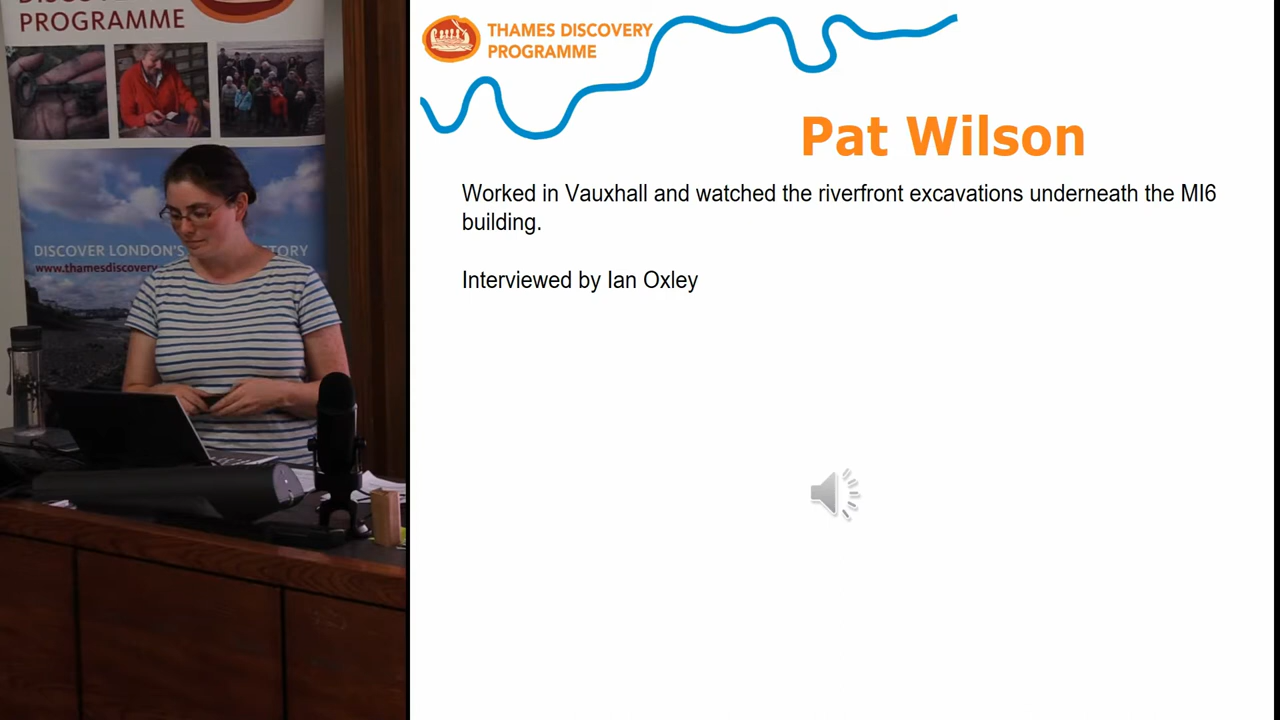 PROGRAMME
DISCOVER LONDON'S
TORY
www.thamesdiscovery
THAMES DISCOVERY
PROGRAMME
Pat Wilson
Worked in Vauxhall and watched the riverfront excavations underneath the MI6
building.
Interviewed by Ian Oxley